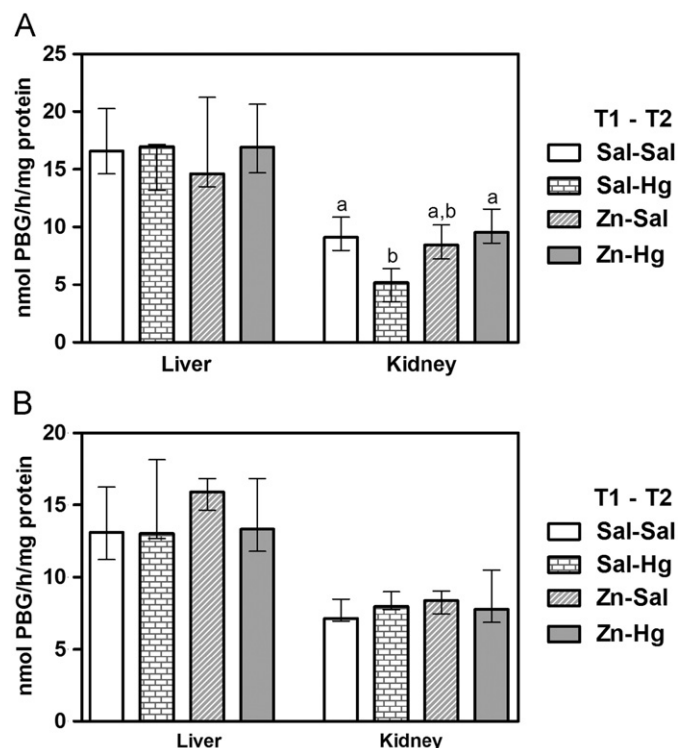 A
nmol PBG/h/mg protein
25
20
15
10
5
0
a
b
a,b
a
Liver
Kidney
T1 - T2
Sal-Sal
Sal-Hg
Zn-Sal
Zn-Hg
B
nmol PBG/h/mg protein
20
15
10
5
0
Liver
Kidney
T1 - T2
Sal-Sal
Sal-Hg
Zn-Sal
Zn-Hg